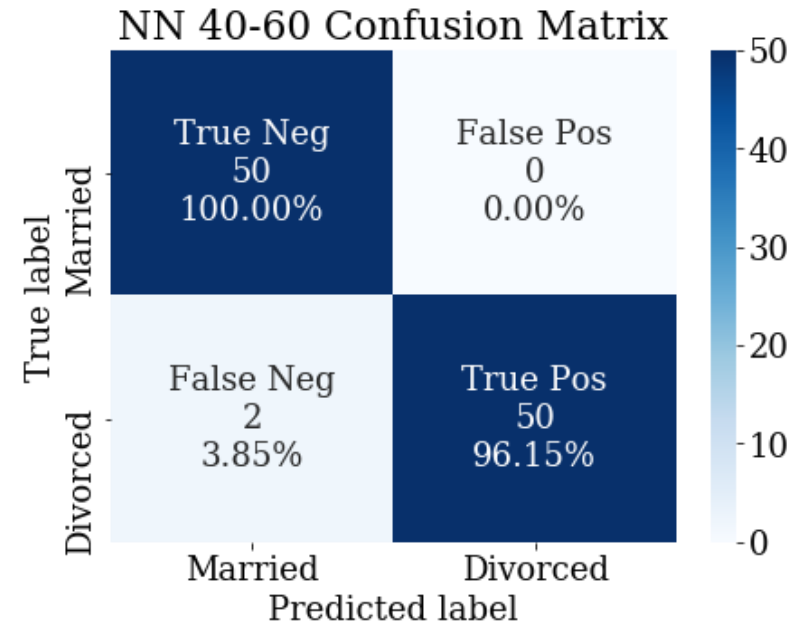 NN 40-60 Confusion Matrix
True label
Married
Divorced
True Neg
50
100.00%
False Pos
0
0.00%
False Neg
2
3.85%
True Pos
50
96.15%
Married
Divorced
Predicted label
50
40
30
20
10
0